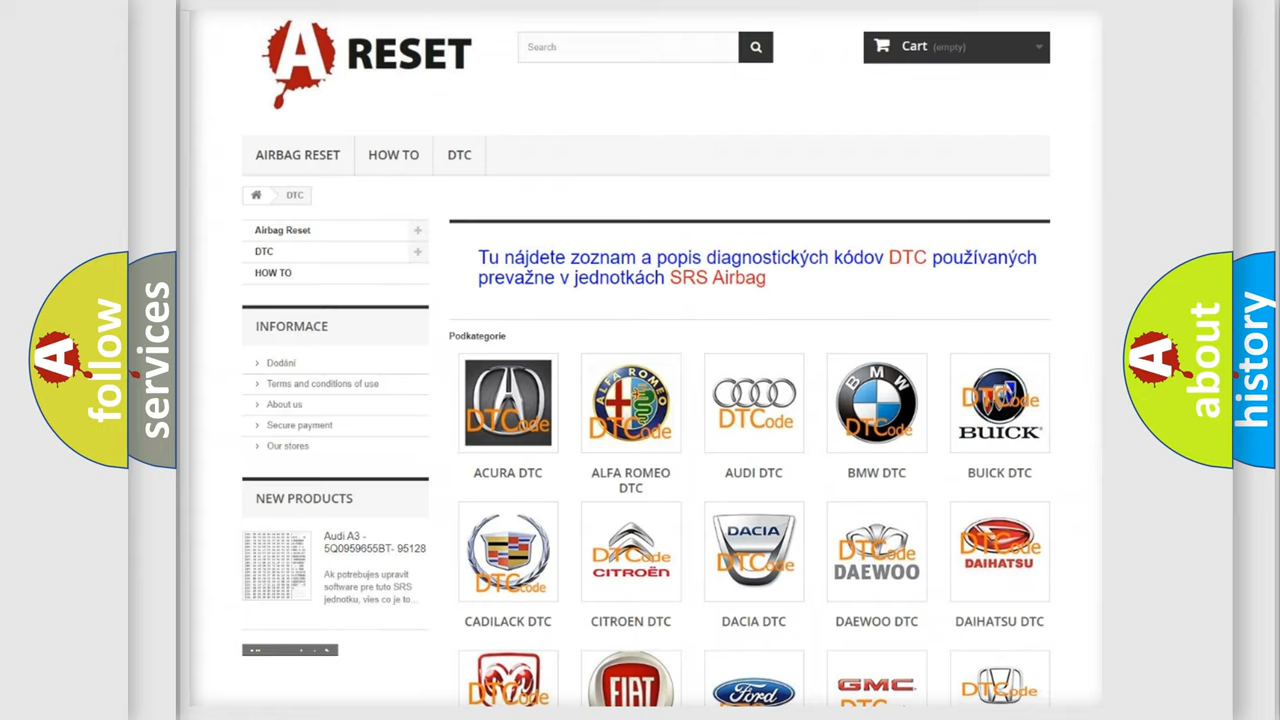 A RESET
Search
Cart (empty)
AIRBAG RESET
HOW TO
DTC
DTC
Airbag Reset
DTC
HOW TO
Tu nájdete zoznam a popis diagnostických kódov DTC používaných
prevažne v jednotkách SRS Airbag
INFORMACE
Dodání
Terms and conditions of use
About us
Secure payment
Our stores
NEW PRODUCTS
Audi A3 -
5Q0959655BT- 95128
Ak potrebujes upravit
software pre tuto SRS
jednotku, vies co je to...
Podkategorie
DTCode
ALFA ROMEO
DTCode
DTCode
BMW
DTCode
DTCode
BUICK
ACURA DTC
ALFA ROMEO
DTC
AUDI DTC
BMW DTC
BUICK DTC
DTCode
DTCode
CITROËN
DACIA
DTCode
DTCode
DAEWOO
DTCode
DAIHATSU
CADILACK DTC
CITROEN DTC
DACIA DTC
DAEWOO DTC
DAIHATSU DTC
DTCode
FIAT
Ford
GMC
DTCode
A follow
services
A about
history